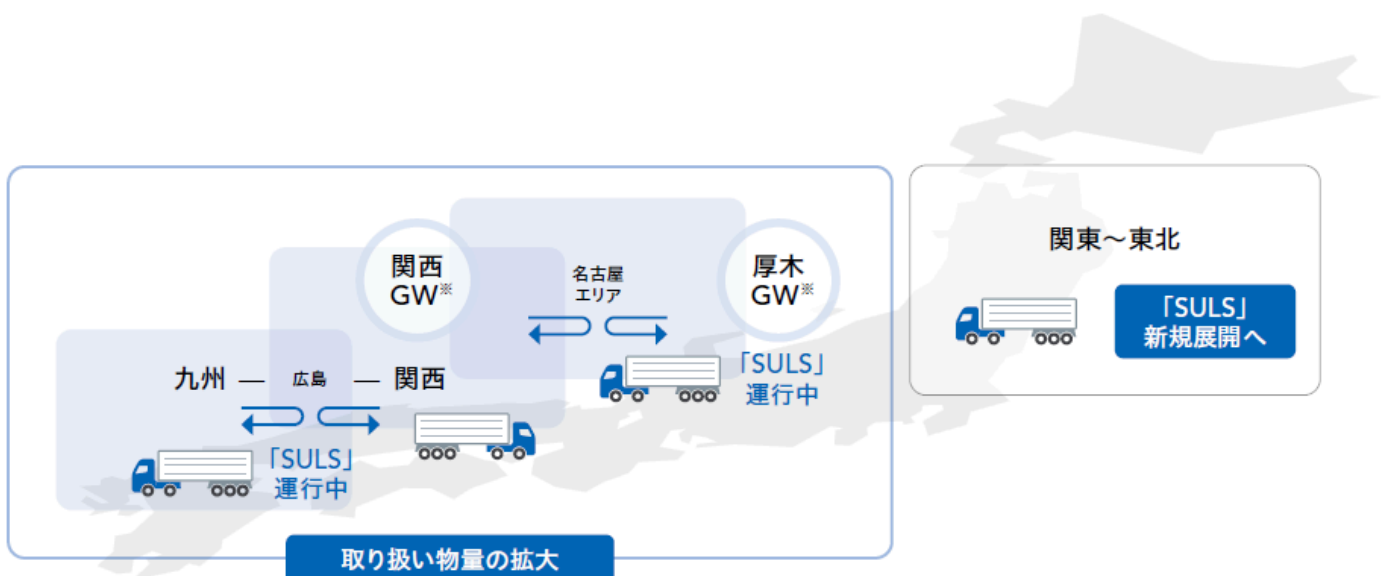 関西
GW※
名古屋
エリア
厚木
GW※
「SULS」
運行中
九州 — 広島 — 関西
「SULS」
運行中
取り扱い物量の拡大
関東～東北
「SULS」
新規展開へ